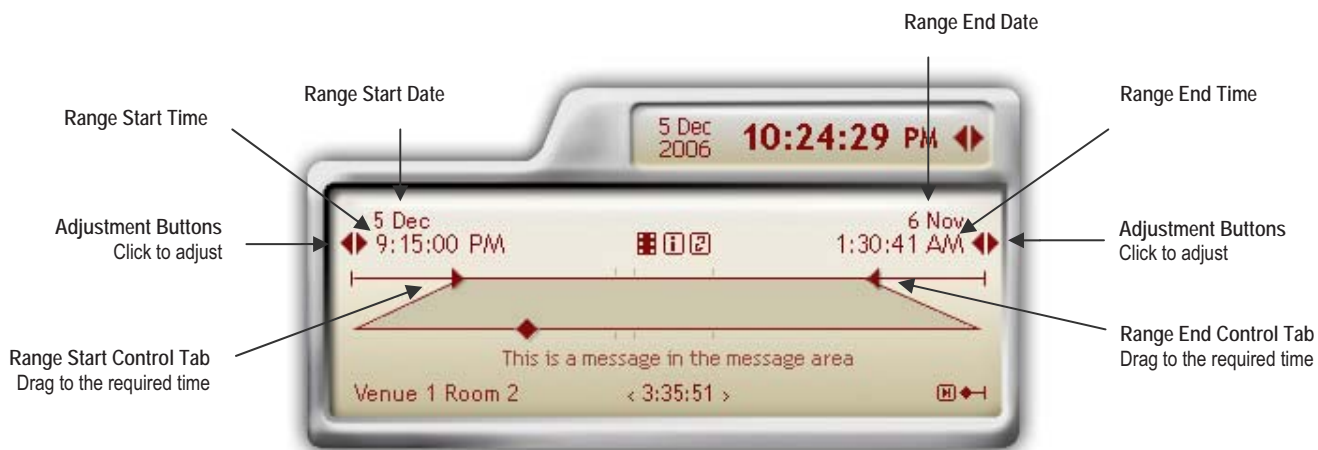 Range End Date
Range Start Date
Range End Time
Range Start Time
5 Dec
2006
10:24:29 PM
Adjustment Buttons
Click to adjust
5 Dec
9:15:00 PM
6 Nov
1:30:41 AM
Adjustment Buttons
Click to adjust
Range Start Control Tab
Drag to the required time
Range End Control Tab
Drag to the required time
This is a message in the message area
Venue 1 Room 2
< 3:35:51 >